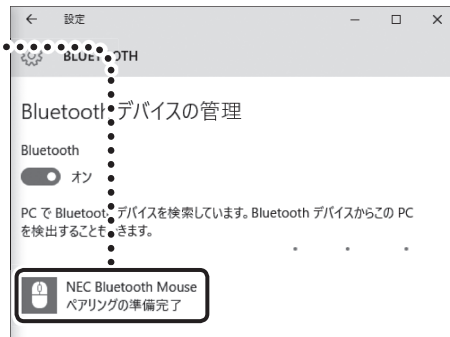 設定
BLUETOOTH
Bluetooth デバイスの管理
Bluetooth
オン
PC で Bluetooth デバイスを検索しています。Bluetooth デバイスからこの PC
を検出することもできます。
NEC Bluetooth Mouse
ペアリングの準備完了